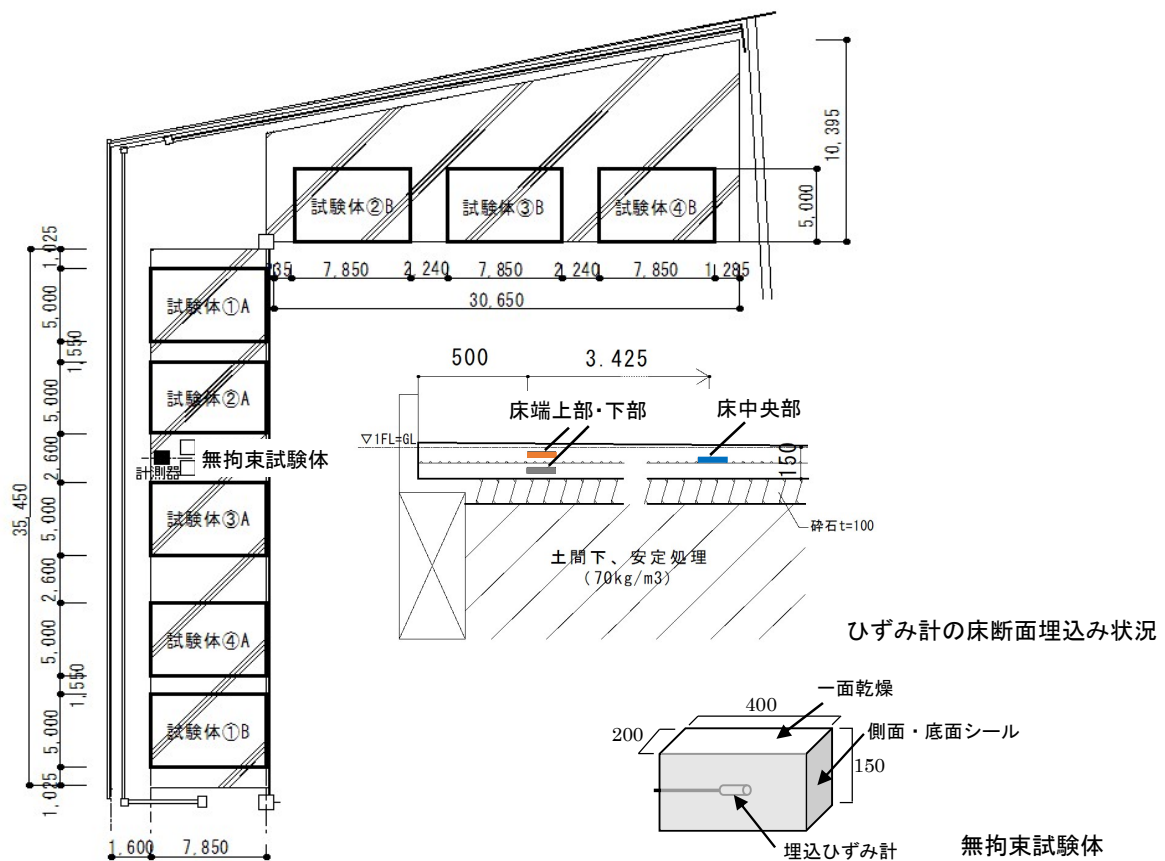 10,395
5,000
試験体②B
試験体③B
試験体④B
235
7,850
2,240
7,850
2,240
7,850
1,285
30,650
1,025
5,000
1,550
5,000
2,600
2,600
5,000
2,600
5,000
1,550
5,000
1,025
35,450
試験体①A
試験体②A
計測器
無拘束試験体
試験体③A
試験体④A
試験体①B
1,600
7,850
500
3.425
床端上部・下部
床中央部
▽1FL=GL
150
砕石t=100
土間下、安定処理
(70kg/m3)
ひずみ計の床断面埋込み状況
一面乾燥
400
200
側面・底面シール
150
埋込ひずみ計
無拘束試験体